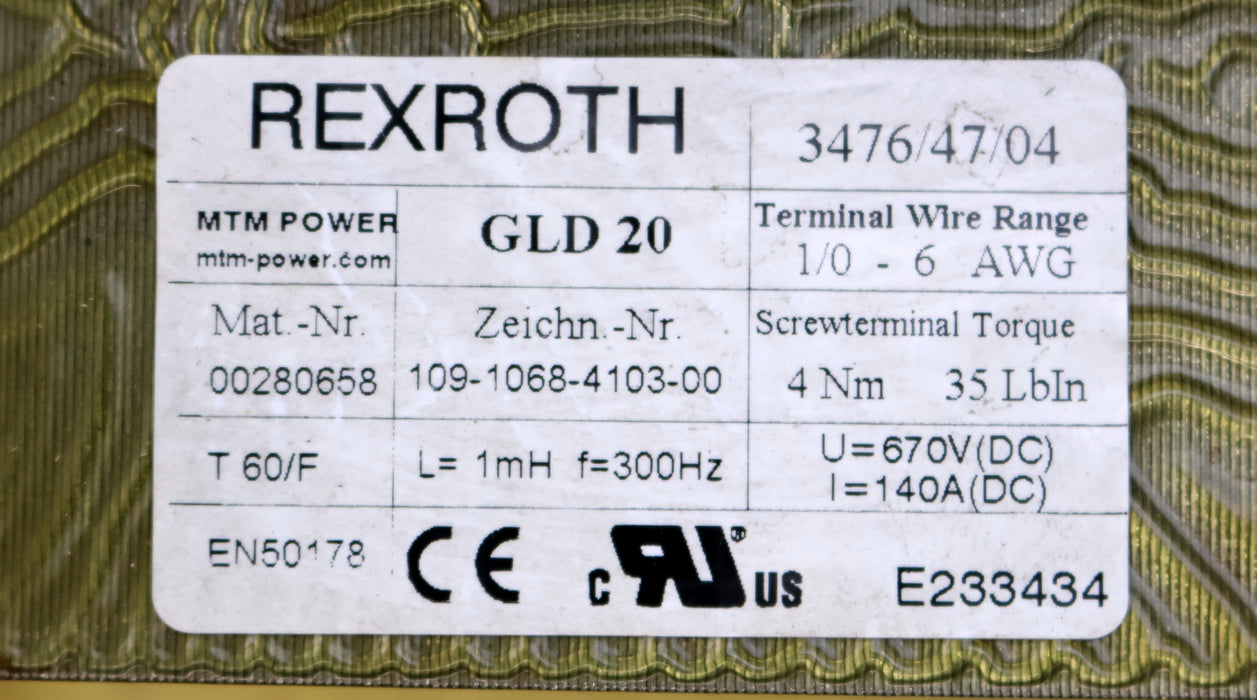 REXROTH
3476/47/04
MTM POWER
mtm-power.com
GLD 20
Terminal Wire Range
1/0 - 6 AWG
Mat.-Nr.
00280658
Zeichn.-Nr.
109-1068-4103-00
Screwterminal Torque
4 Nm 35 LbIn
T 60/F
L= 1mH f=300Hz
U=670V(DC)
I=140A(DC)
EN50178
CE
C RU® US
E233434